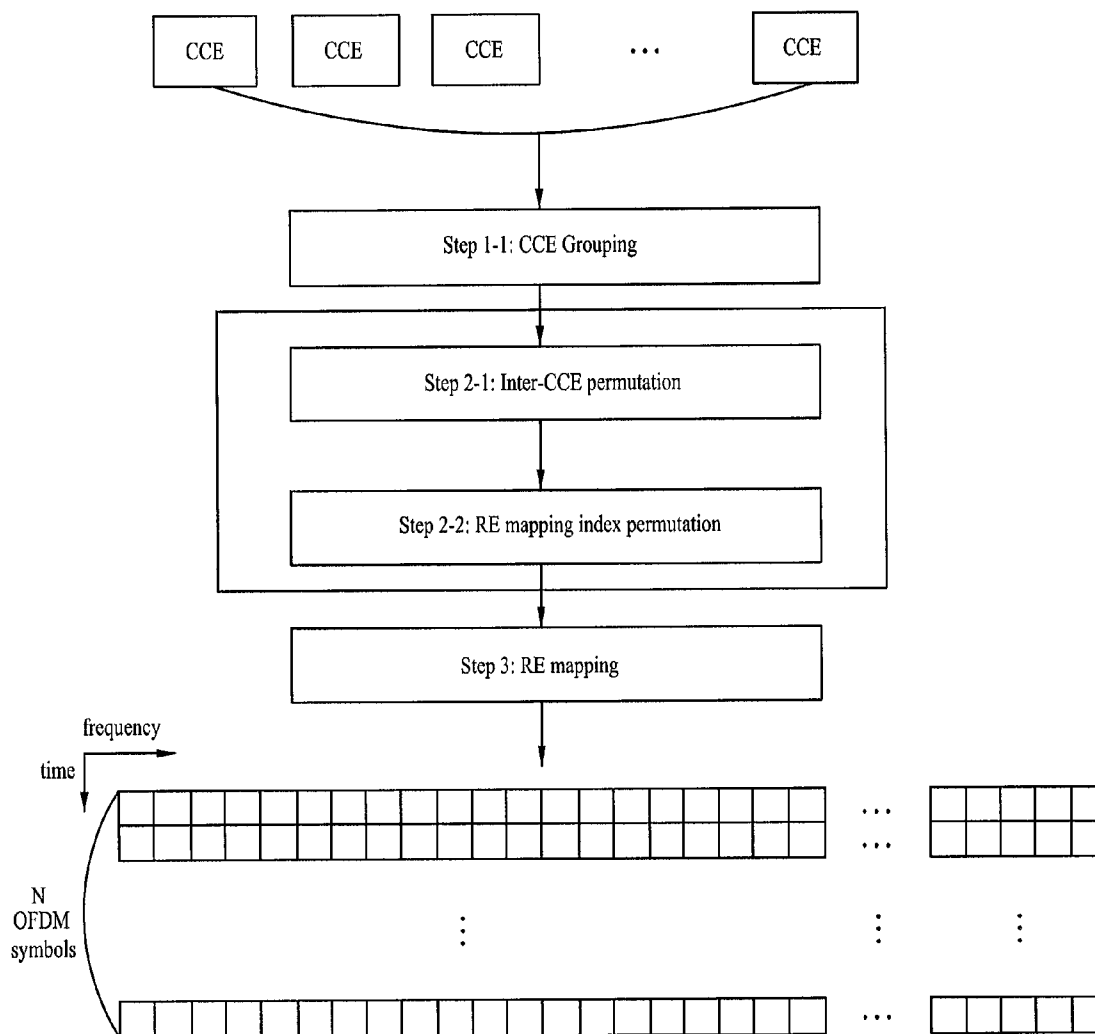 CCE CCE CCE ... CCE
Step 1-1: CCE Grouping
Step 2-1: Inter-CCE permutation
Step 2-2: RE mapping index permutation
Step 3: RE mapping
frequency
time
N
OFDM
symbols